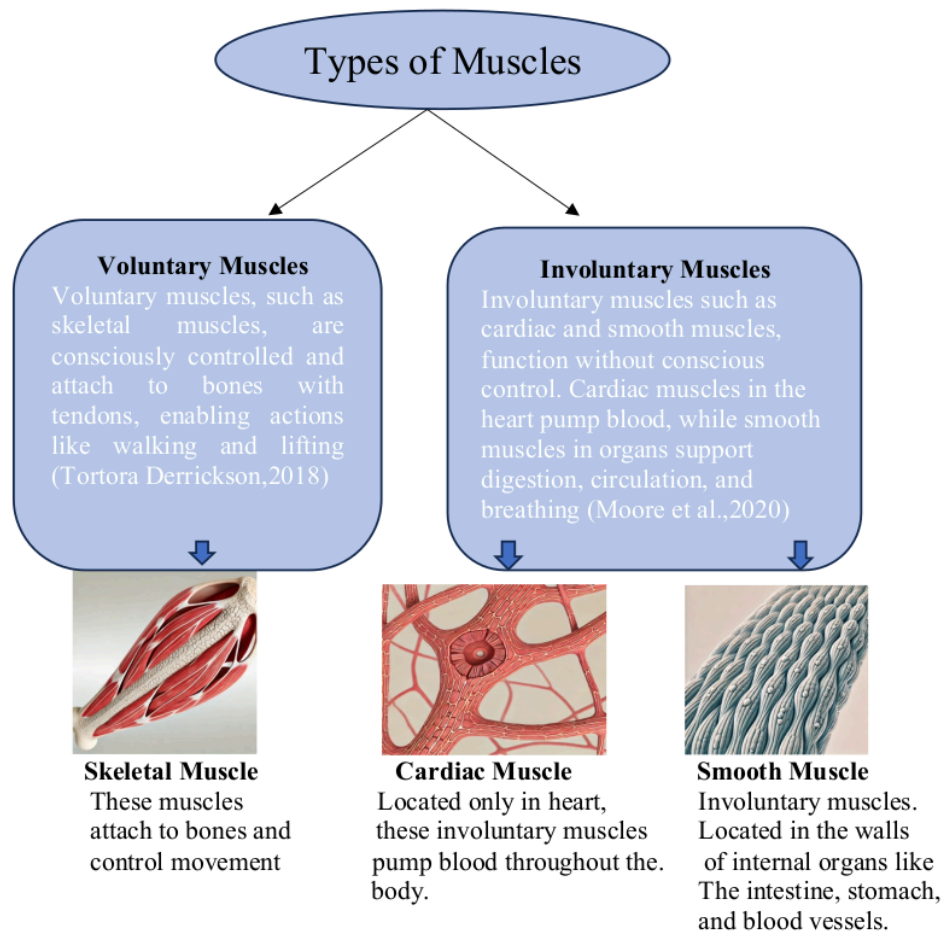 Types of Muscles
Voluntary Muscles
Voluntary muscles, such as
skeletal muscles, are
consciously controlled and
attach to bones with
tendons, enabling actions
like walking and lifting
(Tortora Derrickson,2018)
Involuntary Muscles
Involuntary muscles such as
cardiac and smooth muscles,
function without conscious
control. Cardiac muscles in the
heart pump blood, while smooth
muscles in organs support
digestion, circulation, and
breathing (Moore et al.,2020)
Skeletal Muscle
These muscles
attach to bones and
control movement
Cardiac Muscle
Located only in heart,
these involuntary muscles
pump blood throughout the.
body.
Smooth Muscle
Involuntary muscles.
Located in the walls
of internal organs like
The intestine, stomach,
and blood vessels.